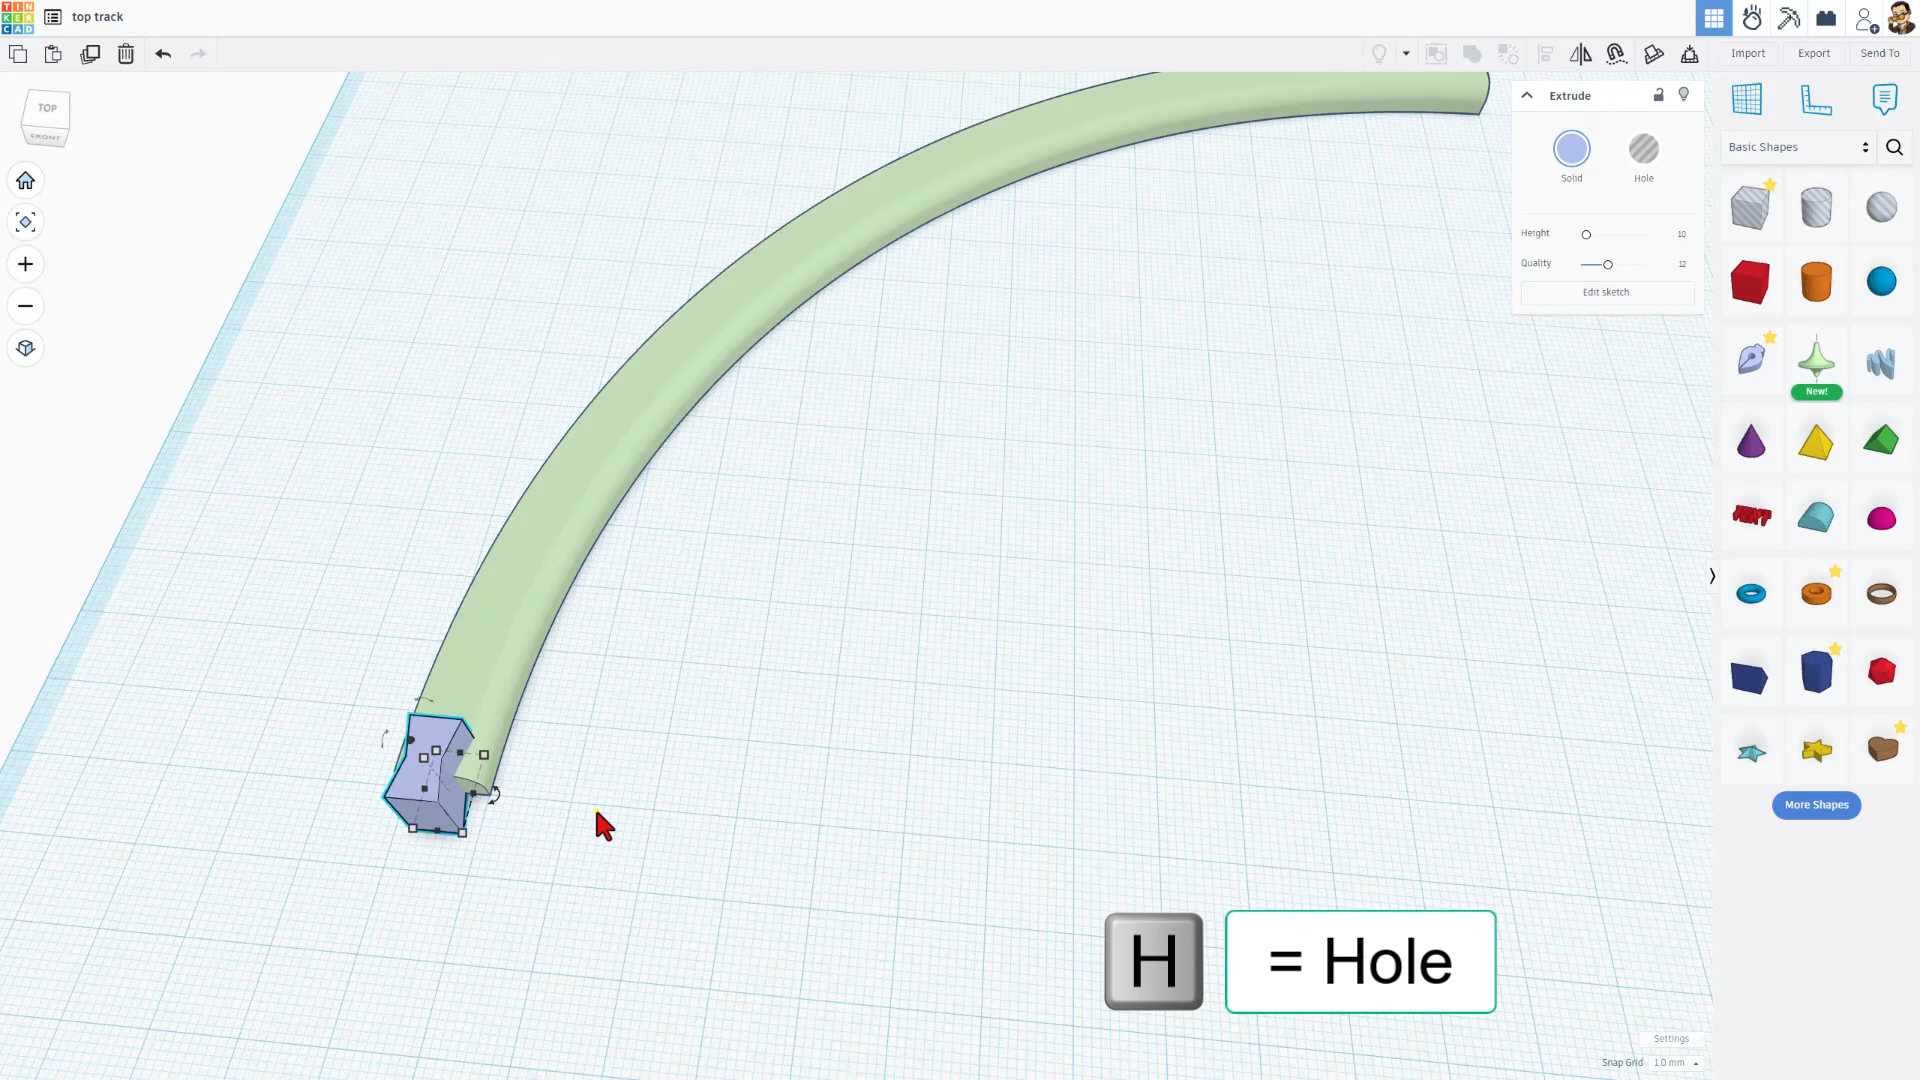 TIN
KER
CAD
top track
Import
Export
Send To
TOP
FRONT
Extrude
Solid
Hole
Height
10
Quality
12
Edit sketch
Basic Shapes
New!
TEXT
More Shapes
H
= Hole
Settings
Snap Grid
1.0 mm